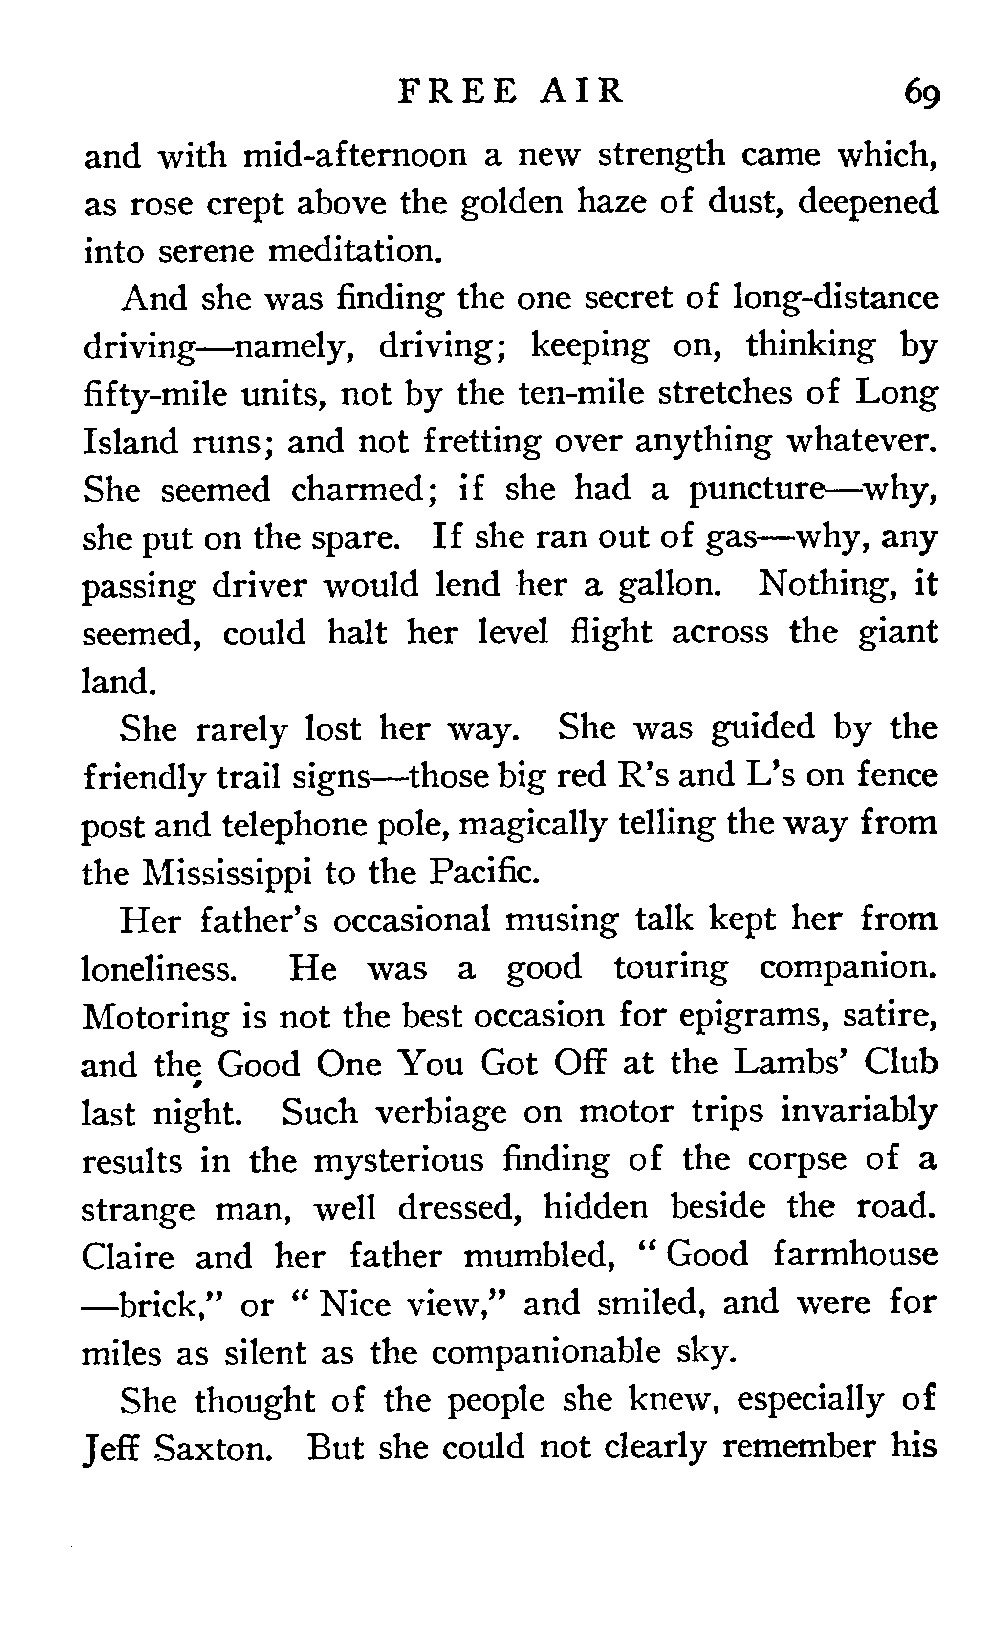 FREE AIR 69
and with mid-afternoon a new strength came which,
as rose crept above the golden haze of dust, deepened
into serene meditation.
And she was finding the one secret of long-distance
driving—namely, driving; keeping on, thinking by
fifty-mile units, not by the ten-mile stretches of Long
Island runs; and not fretting over anything whatever.
She seemed charmed; if she had a puncture—why,
she put on the spare. If she ran out of gas—why, any
passing driver would lend her a gallon. Nothing, it
seemed, could halt her level flight across the giant
land.
She rarely lost her way. She was guided by the
friendly trail signs—those big red R's and L's on fence
post and telephone pole, magically telling the way from
the Mississippi to the Pacific.
Her father's occasional musing talk kept her from
loneliness. He was a good touring companion.
Motoring is not the best occasion for epigrams, satire,
and the Good One You Got Off at the Lambs' Club
last night. Such verbiage on motor trips invariably
results in the mysterious finding of the corpse of a
strange man, well dressed, hidden beside the road.
Claire and her father mumbled, “ Good farmhouse
—brick,” or “ Nice view,” and smiled, and were for
miles as silent as the companionable sky.
She thought of the people she knew, especially of
Jeff Saxton. But she could not clearly remember his